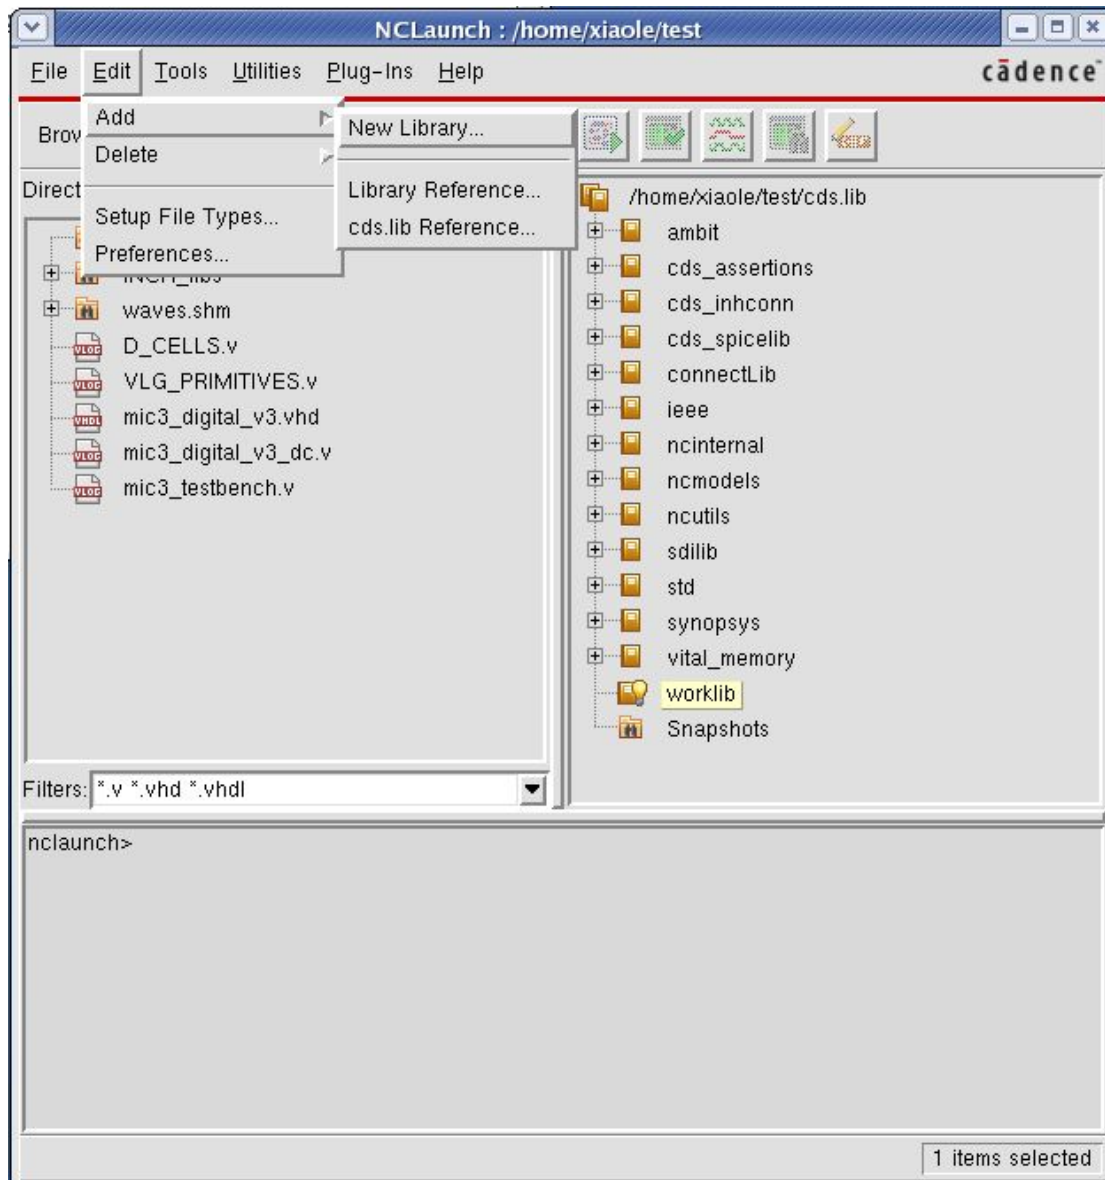 NCLaunch : /home/xiaole/test
File Edit Tools Utilities Plug-Ins Help cādence
Add
Delete
Setup File Types...
Preferences...
New Library...
Library Reference...
cds.lib Reference...
Brow
Direct
waves.shm
D_CELLS.v
VLG_PRIMITIVES.v
mic3_digital_v3.vhd
mic3_digital_v3_dc.v
mic3_testbench.v
Filters: *.v *.vhd *.vhdl
/home/xiaole/test/cds.lib
ambit
cds_assertions
cds_inhconn
cds_spicelib
connectLib
ieee
ncinternal
ncmodels
ncutils
sdilib
std
synopsys
vital_memory
worklib
Snapshots
nclaunch>
1 items selected